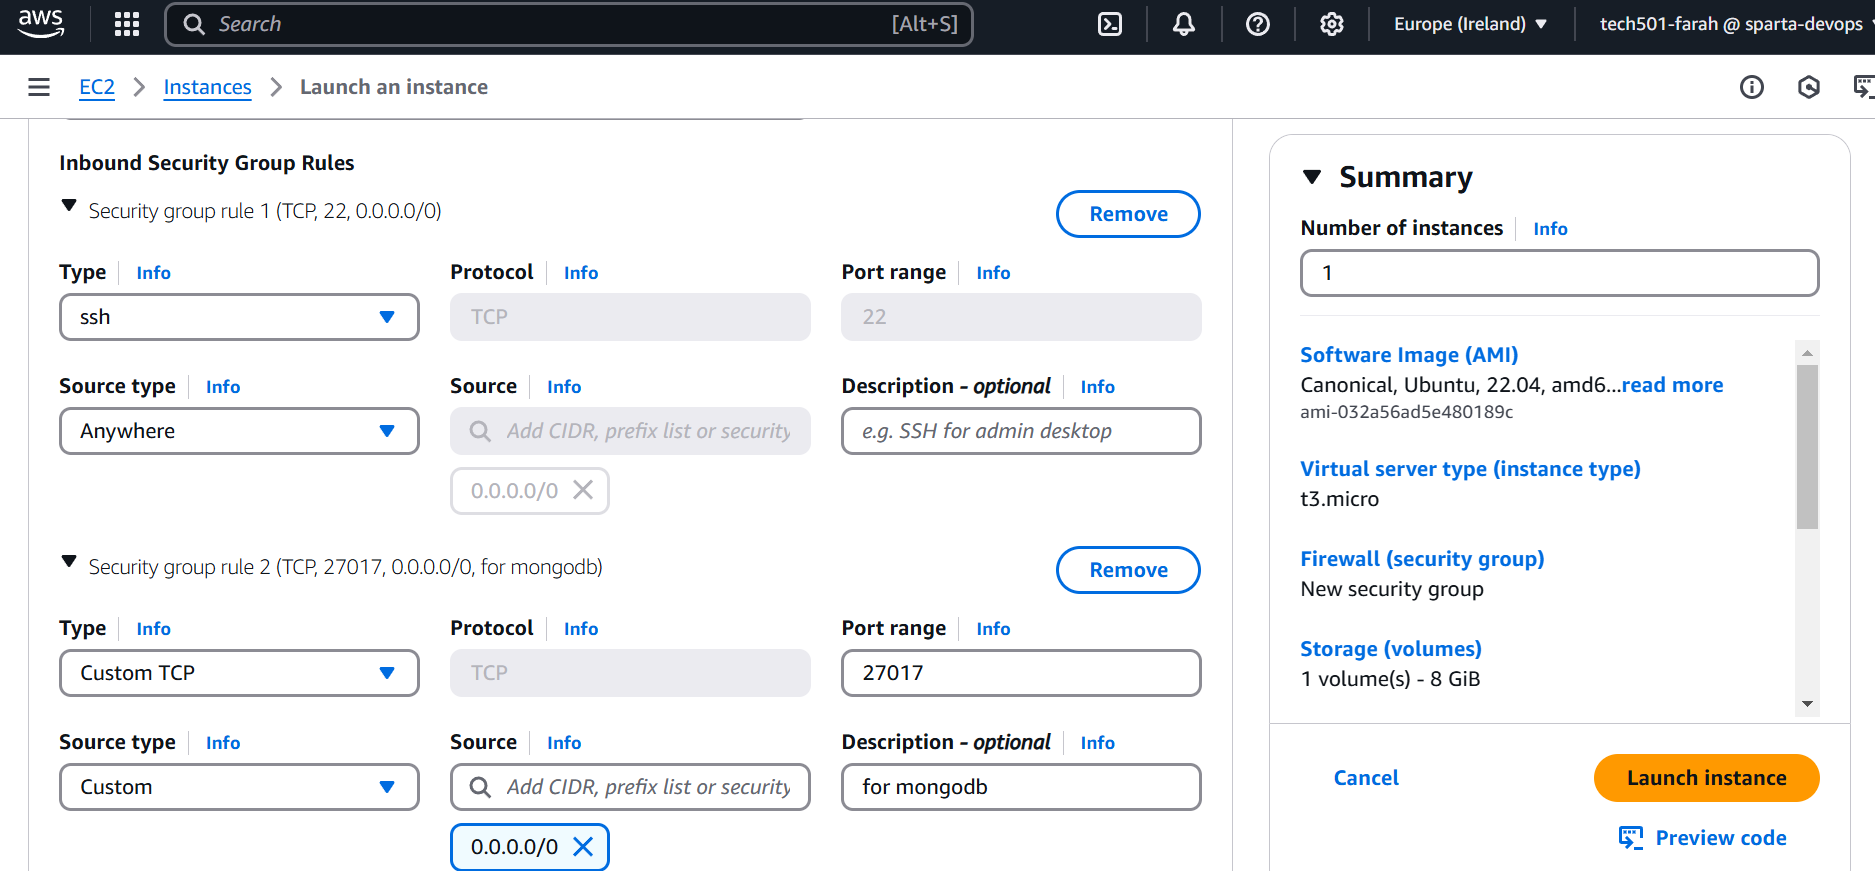 aws
Search [Alt+S]
Europe (Ireland)
tech501-farah @ sparta-devops
EC2 Instances Launch an instance
Inbound Security Group Rules
Security group rule 1 (TCP, 22, 0.0.0.0/0)
Remove
Type Info
Protocol Info
Port range Info
ssh
TCP
22
Source type Info
Source Info
Description - optional Info
Anywhere
Add CIDR, prefix list or security
e.g. SSH for admin desktop
0.0.0.0/0
Security group rule 2 (TCP, 27017, 0.0.0.0/0, for mongodb)
Remove
Type Info
Protocol Info
Port range Info
Custom TCP
TCP
27017
Source type Info
Source Info
Description - optional Info
Custom
Add CIDR, prefix list or security
for mongodb
0.0.0.0/0
Summary
Number of instances Info
1
Software Image (AMI)
Canonical, Ubuntu, 22.04, amd6...read more
ami-032a56ad5e480189c
Virtual server type (instance type)
t3.micro
Firewall (security group)
New security group
Storage (volumes)
1 volume(s) - 8 GiB
Cancel
Launch instance
Preview code